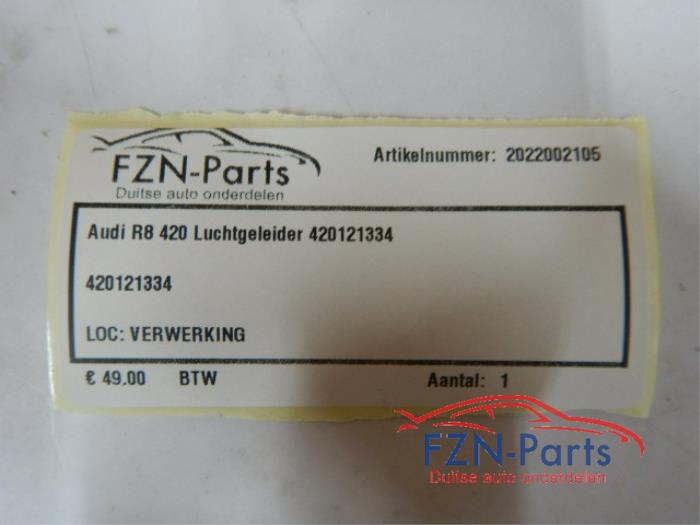 FZN-Parts
Duitse auto onderdelen
Artikelnummer: 2022002105
Audi R8 420 Luchtgeleider 420121334
420121334
LOC: VERWERKING
€ 49.00 BTW Aantal: 1
FZN-Parts
Duitse auto onderdelen